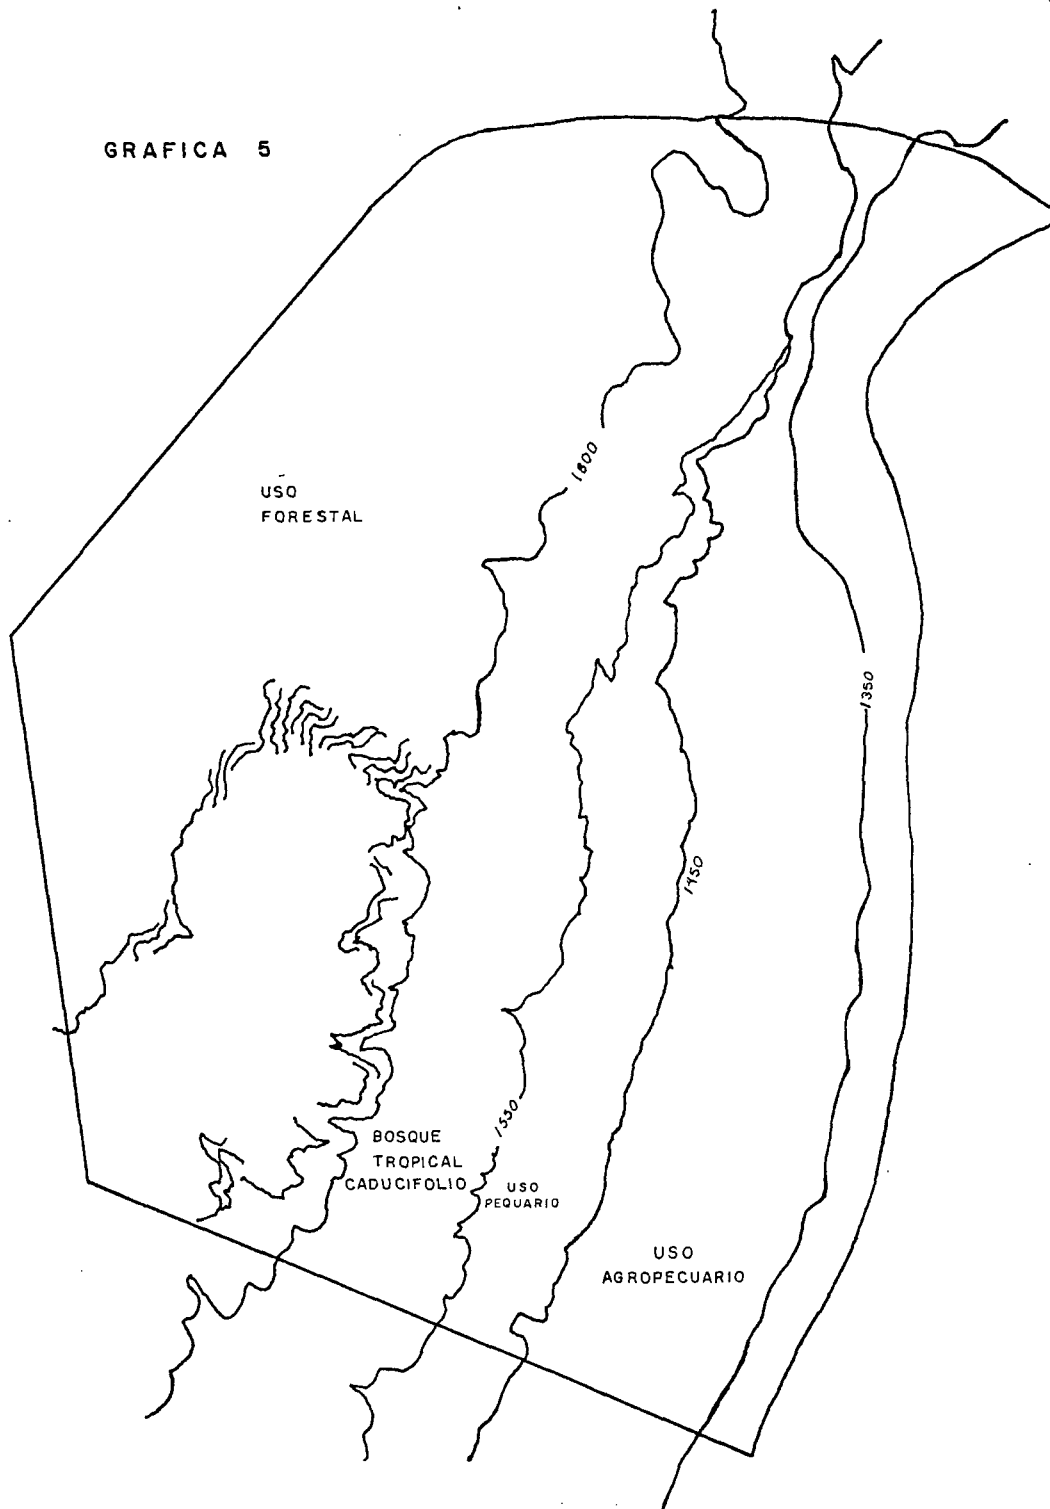 GRAFICA 5
1800
USO
FORESTAL
1350
1450
1550
BOSQUE
TROPICAL
CADUCIFOLIO
USO
PEQUARIO
USO
AGROPECUARIO